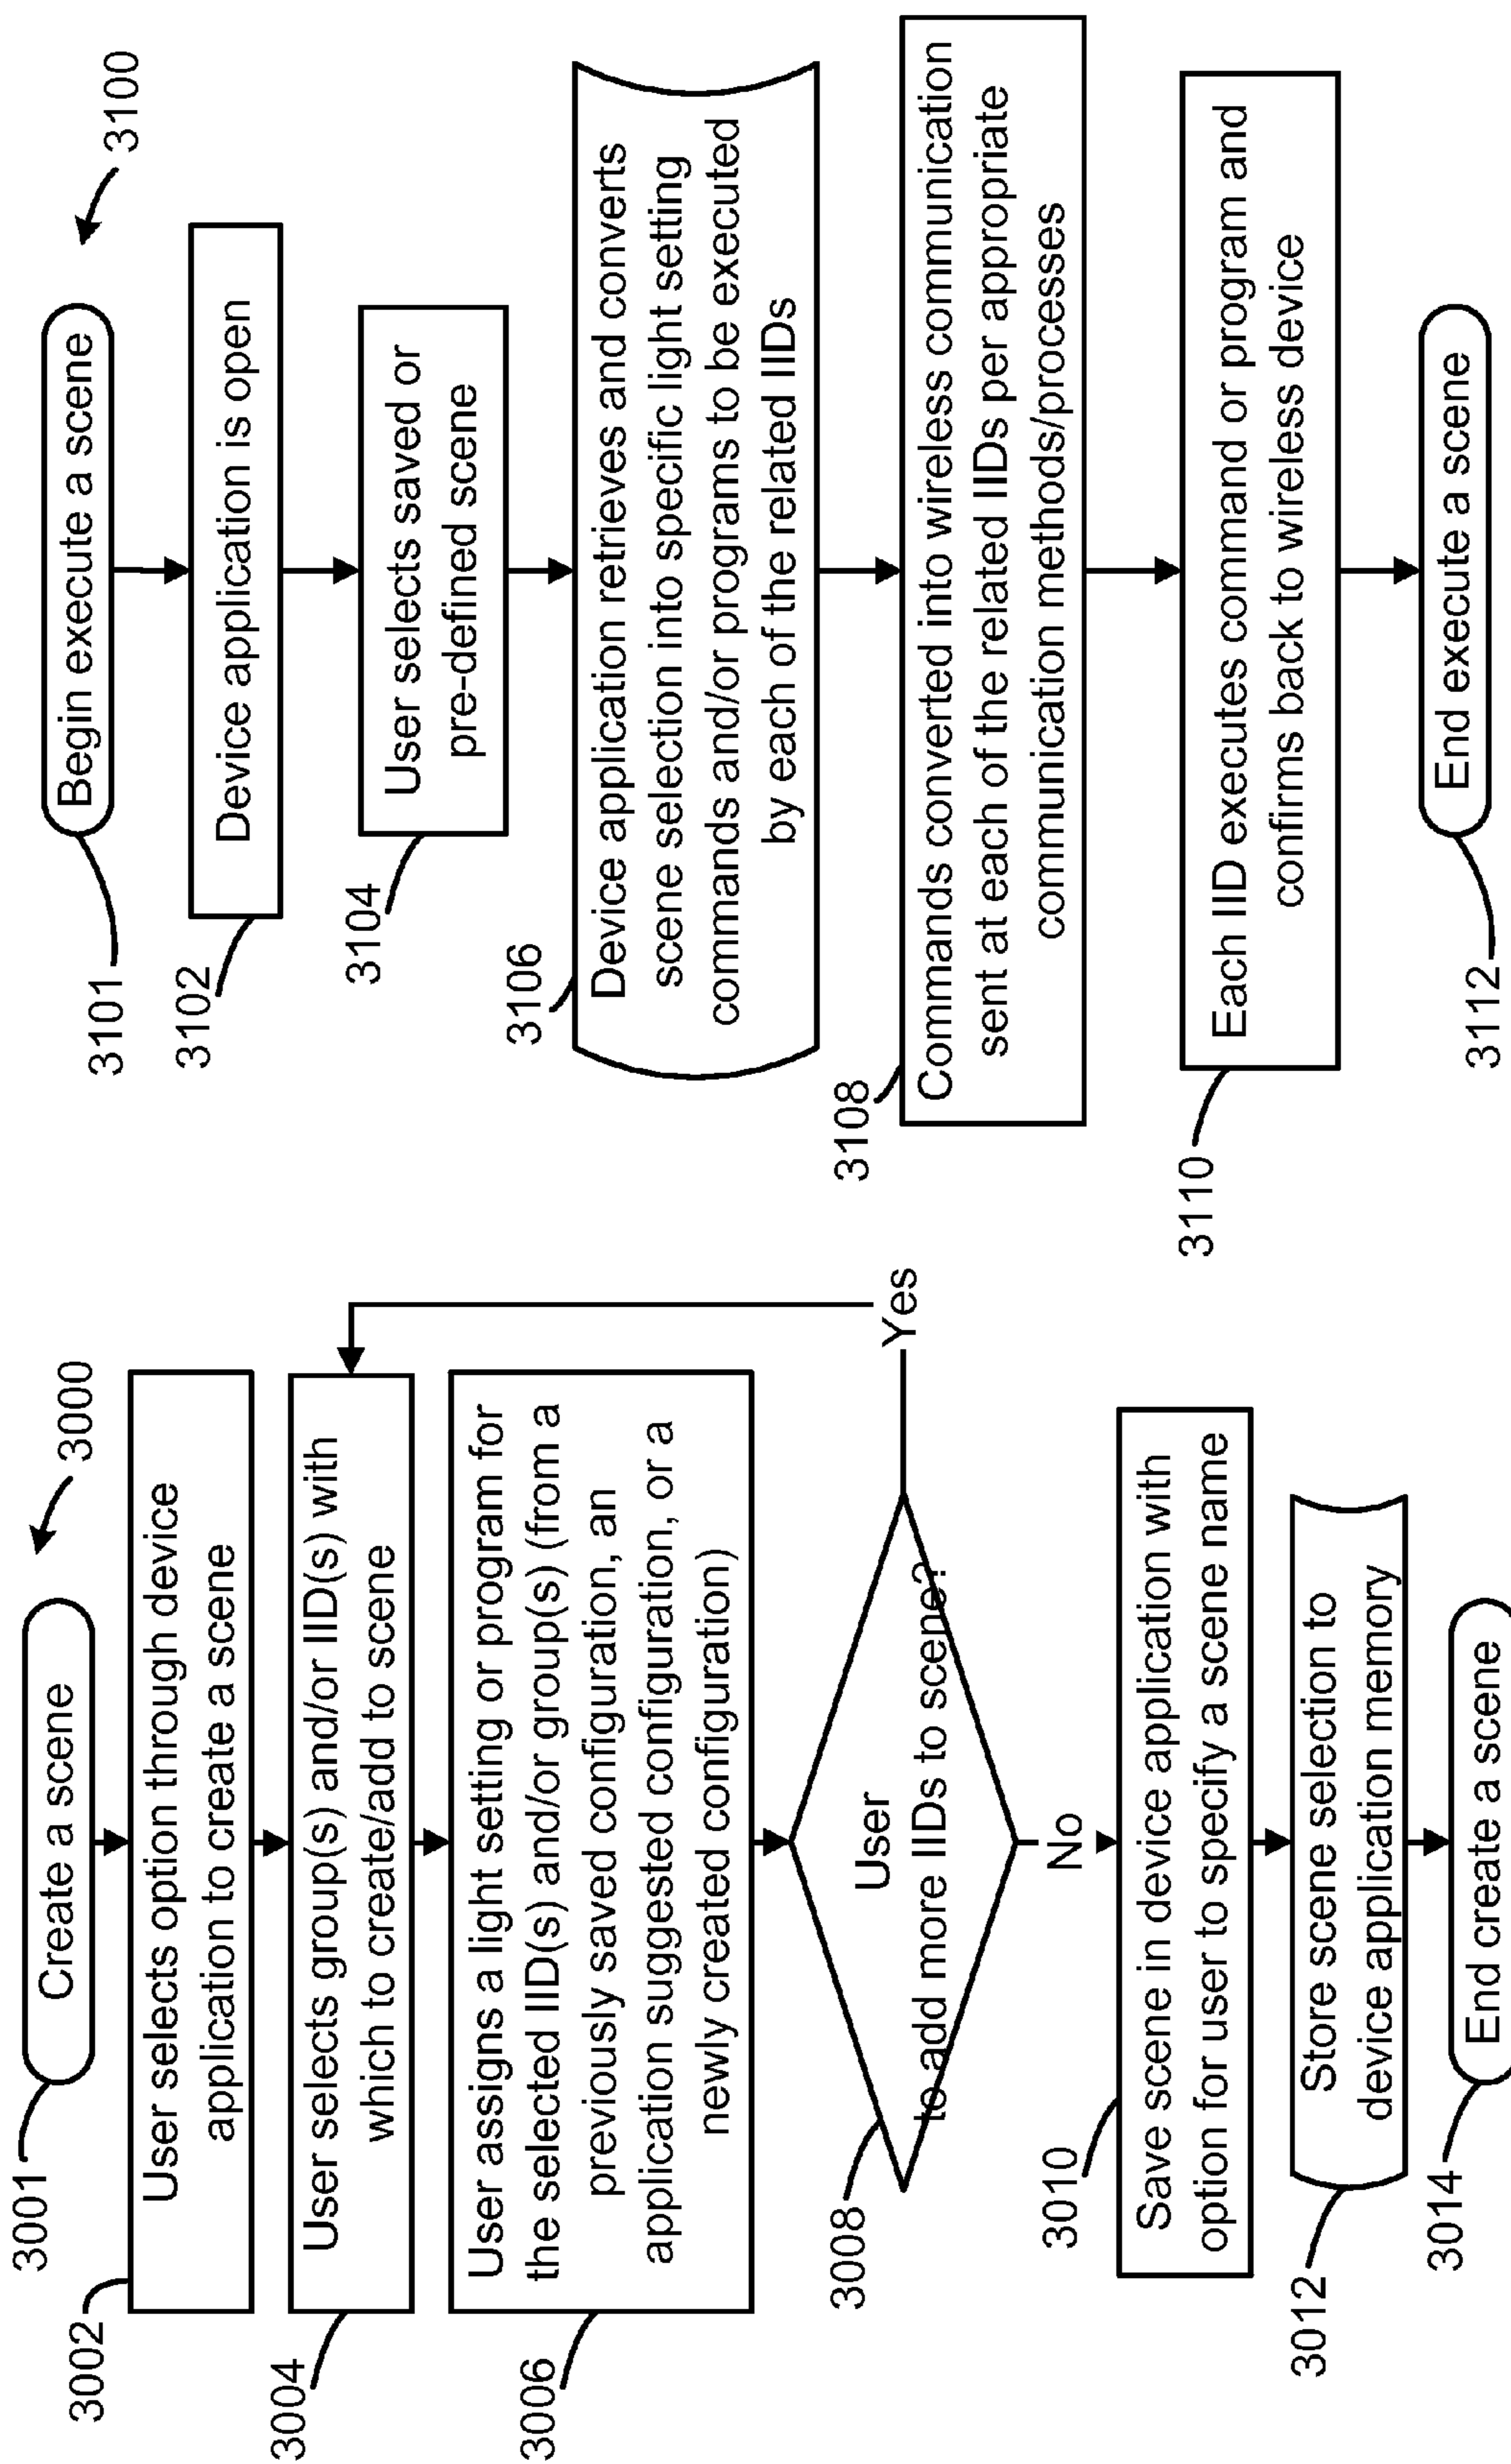 3000
3001
Create a scene
3002
User selects option through device
application to create a scene
3004
User selects group(s) and/or IID(s) with
which to create/add to scene
3006
User assigns a light setting or program for
the selected IID(s) and/or group(s) (from a
previously saved configuration, an
application suggested configuration, or a
newly created configuration)
3008
User
to add more IIDs to scene?
Yes
No
3010
Save scene in device application with
option for user to specify a scene name
3012
Store scene selection to
device application memory
3014
End create a scene
3100
3101
Begin execute a scene
3102
Device application is open
3104
User selects saved or
pre-defined scene
3106
Device application retrieves and converts
scene selection into specific light setting
commands and/or programs to be executed
by each of the related IIDs
3108
Commands converted into wireless communication
sent at each of the related IIDs per appropriate
communication methods/processes
3110
Each IID executes command or program and
confirms back to wireless device
3112
End execute a scene